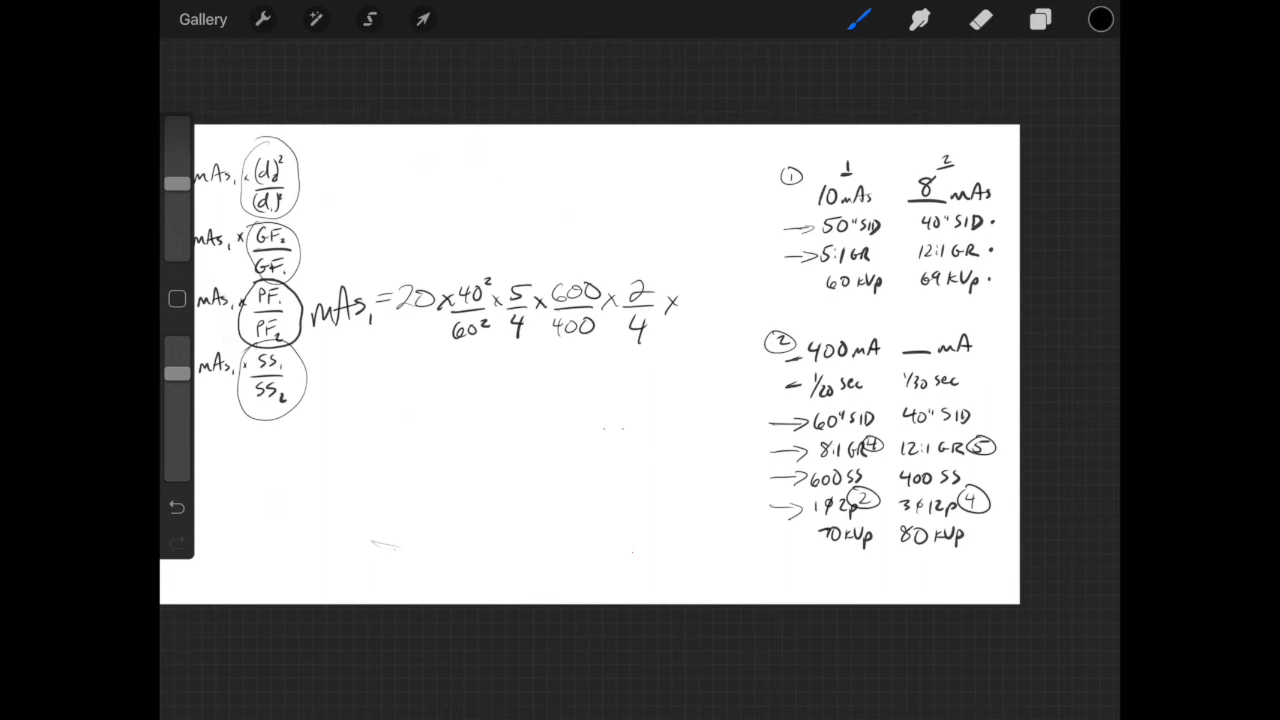 Gallery
mAs₁ × (d₂)²/(d₁)²
mAs₁ × GF₂/GF₁
mAs₁ × PF₁/PF₂
mAs₁ × SS₁/SS₂
mAs₁ = 20 × 40²/60² × 5/4 × 600/400 × 2/4 ×
① 1 2
10 mAs 8 mAs
→ 50" SID 40" SID •
→ 5:1 GR 12:1 GR •
60 kVp 69 kVp •
② 400 mA __ mA
1/20 sec 1/30 sec
→ 60" SID 40" SID
→ 8:1 GR ④ 12:1 GR ⑤
→ 600 SS 400 SS
→ 1ϕ2p ② 3ϕ12p ④
70 kVp 80 kVp